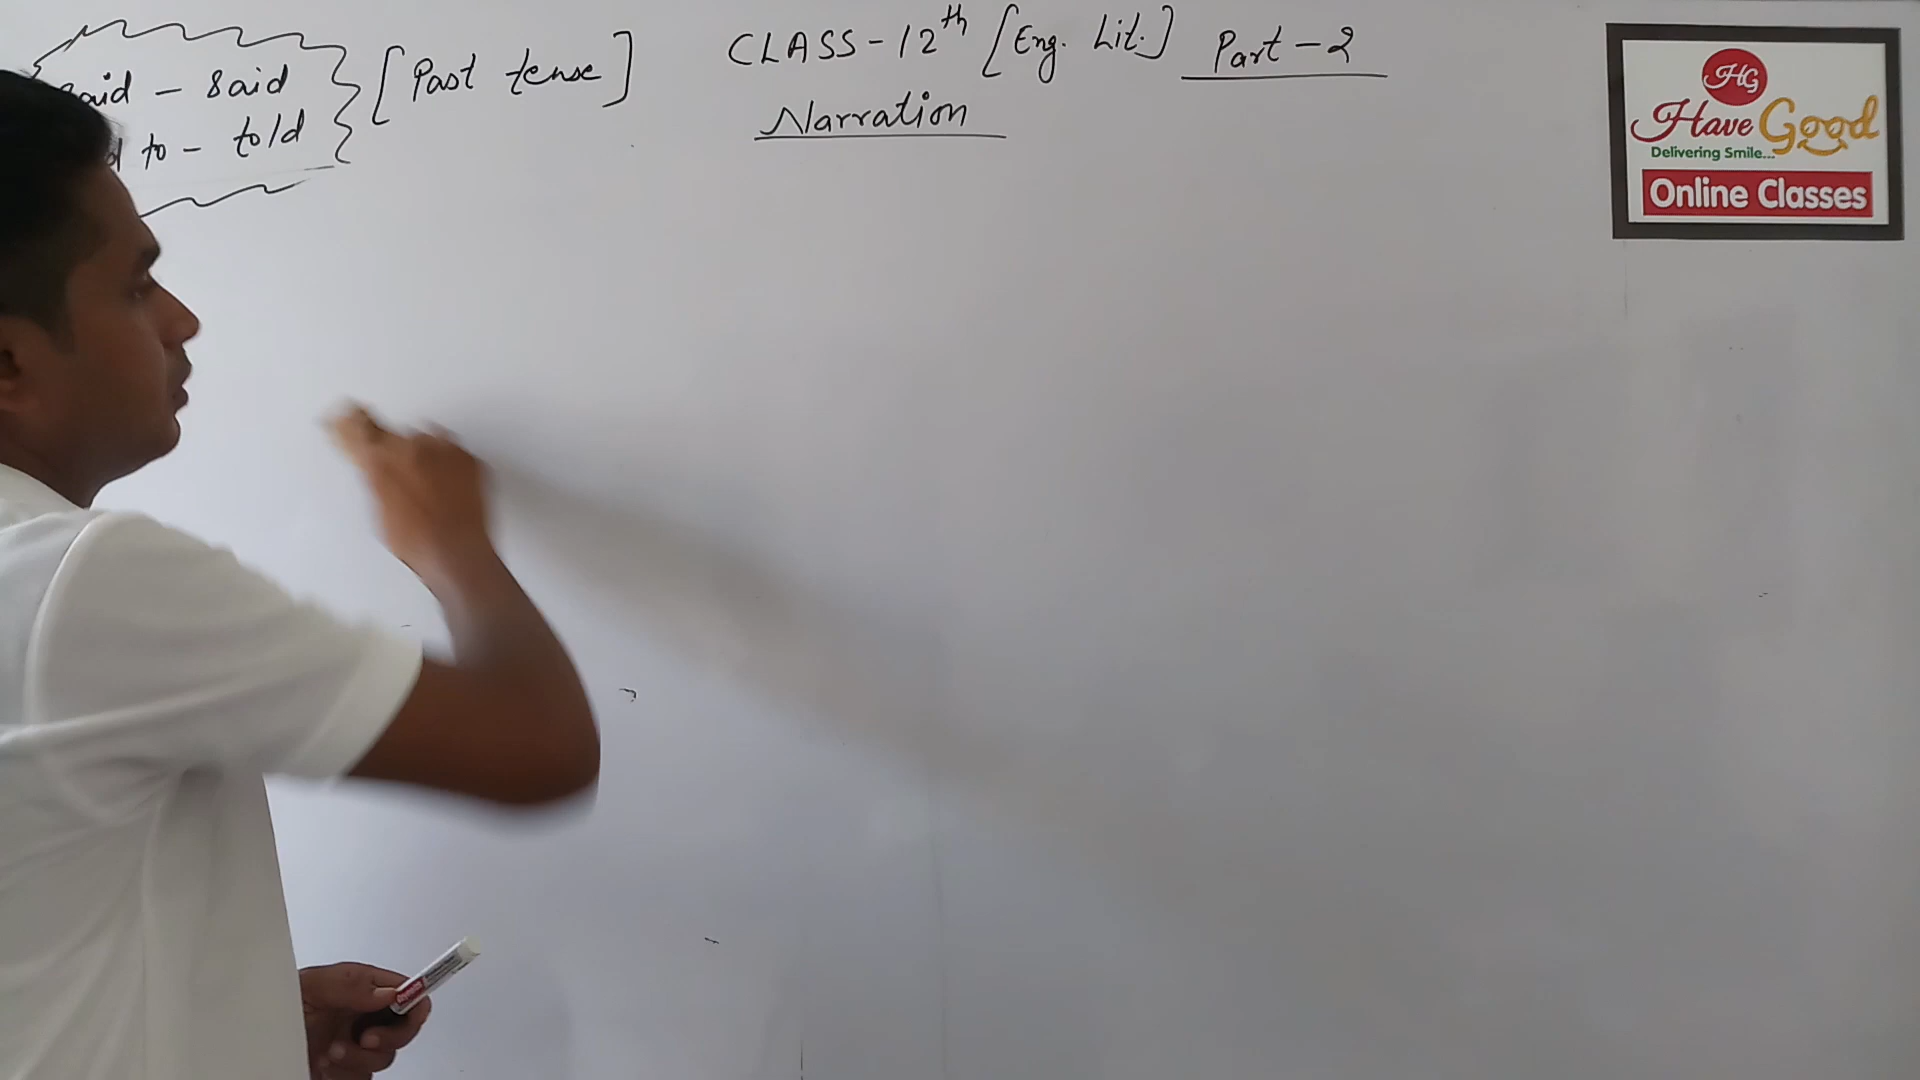 CLASS-12th [Eng. Lit.] Part-2
Narration
said - said
to - told
[Past tense]
HG
Have Good
Delivering Smile...
Online Classes